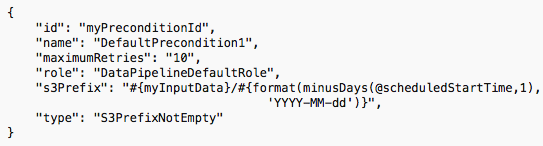 {
"id": "myPreconditionId",
"name": "DefaultPrecondition1",
"maximumRetries": "10",
"role": "DataPipelineDefaultRole",
"s3Prefix": "#{myInputData}/#{format(minusDays(@scheduledStartTime,1),
'YYYY-MM-dd')}",
"type": "S3PrefixNotEmpty"
}